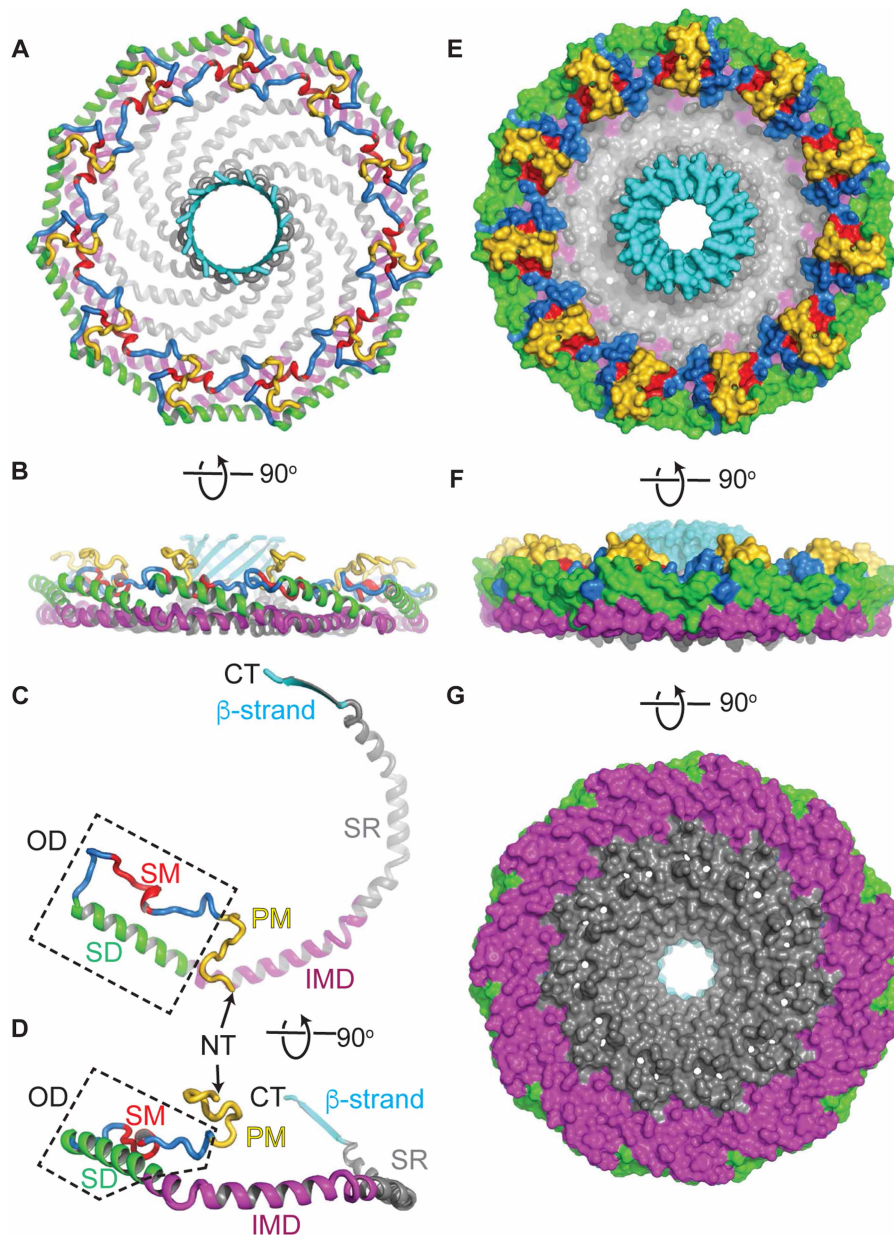 A
E
B
90°
F
90°
C
CT
β-strand
G
90°
OD
SM
SR
PM
SD
IMD
D
NT
90°
OD
SM
CT
β-strand
PM
SR
SD
IMD